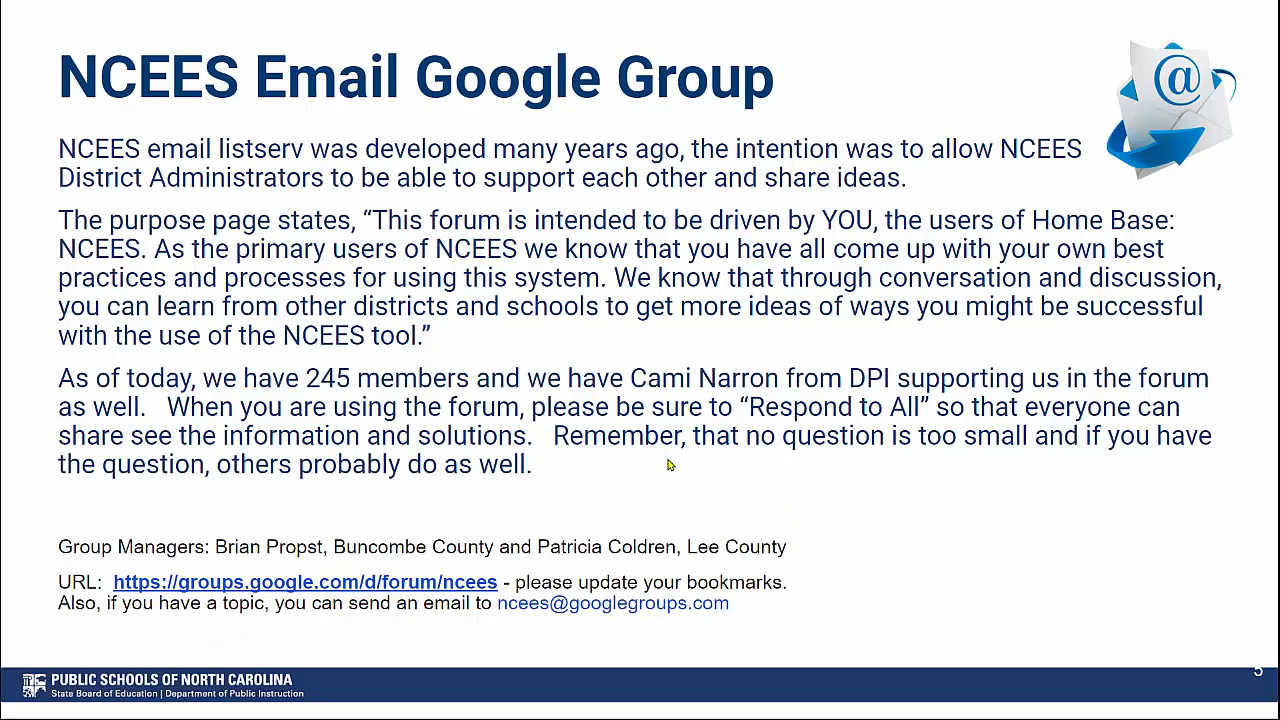 NCEES Email Google Group
@
NCEES email listserv was developed many years ago, the intention was to allow NCEES
District Administrators to be able to support each other and share ideas.
The purpose page states, “This forum is intended to be driven by YOU, the users of Home Base:
NCEES. As the primary users of NCEES we know that you have all come up with your own best
practices and processes for using this system. We know that through conversation and discussion,
you can learn from other districts and schools to get more ideas of ways you might be successful
with the use of the NCEES tool.”
As of today, we have 245 members and we have Cami Narron from DPI supporting us in the forum
as well.   When you are using the forum, please be sure to “Respond to All” so that everyone can
share see the information and solutions.   Remember, that no question is too small and if you have
the question, others probably do as well.
Group Managers: Brian Propst, Buncombe County and Patricia Coldren, Lee County
URL:  https://groups.google.com/d/forum/ncees - please update your bookmarks.
Also, if you have a topic, you can send an email to ncees@googlegroups.com
PUBLIC SCHOOLS OF NORTH CAROLINA
State Board of Education | Department of Public Instruction
5